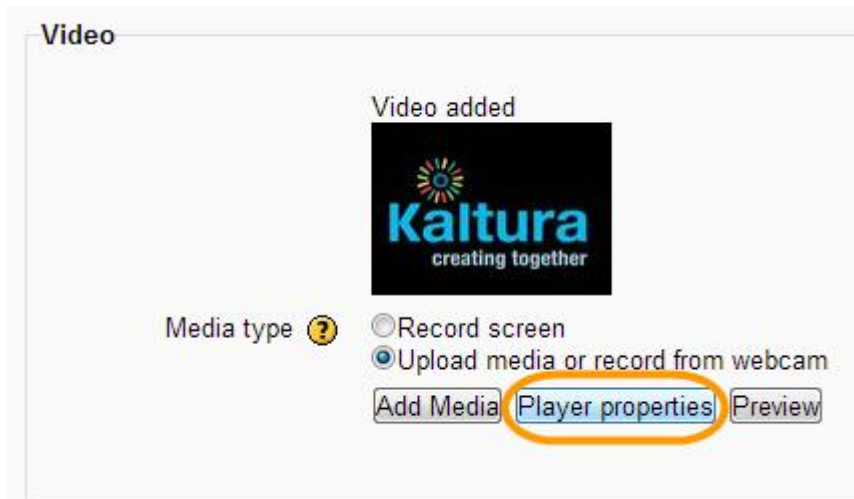 Video
Video added
Kaltura
creating together
Media type ?
Record screen
Upload media or record from webcam
Add Media Player properties Preview